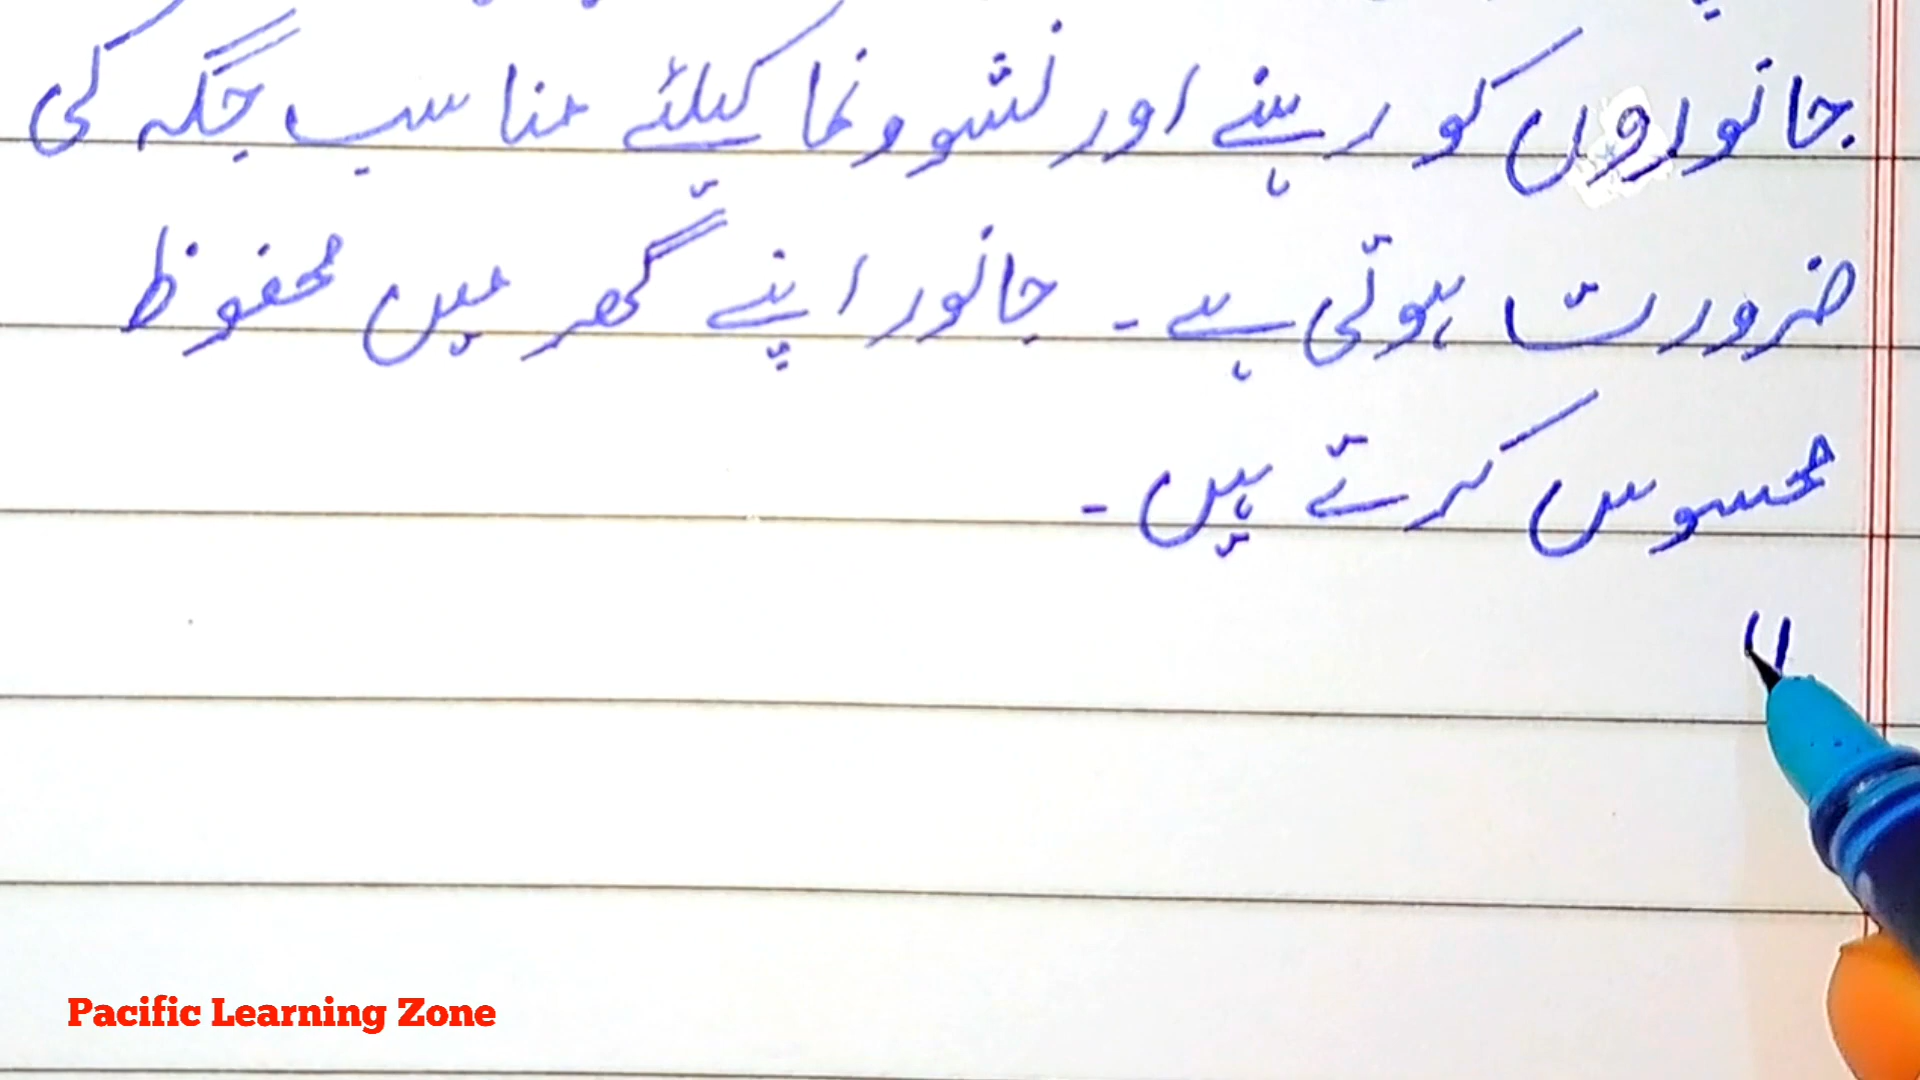 جانوروں کو رہنے اور نشوونما کیلئے مناسب جگہ کی
ضرورت ہوتی ہے۔ جانور اپنے گھر میں محفوظ
محسوس کرتے ہیں۔
Pacific Learning Zone